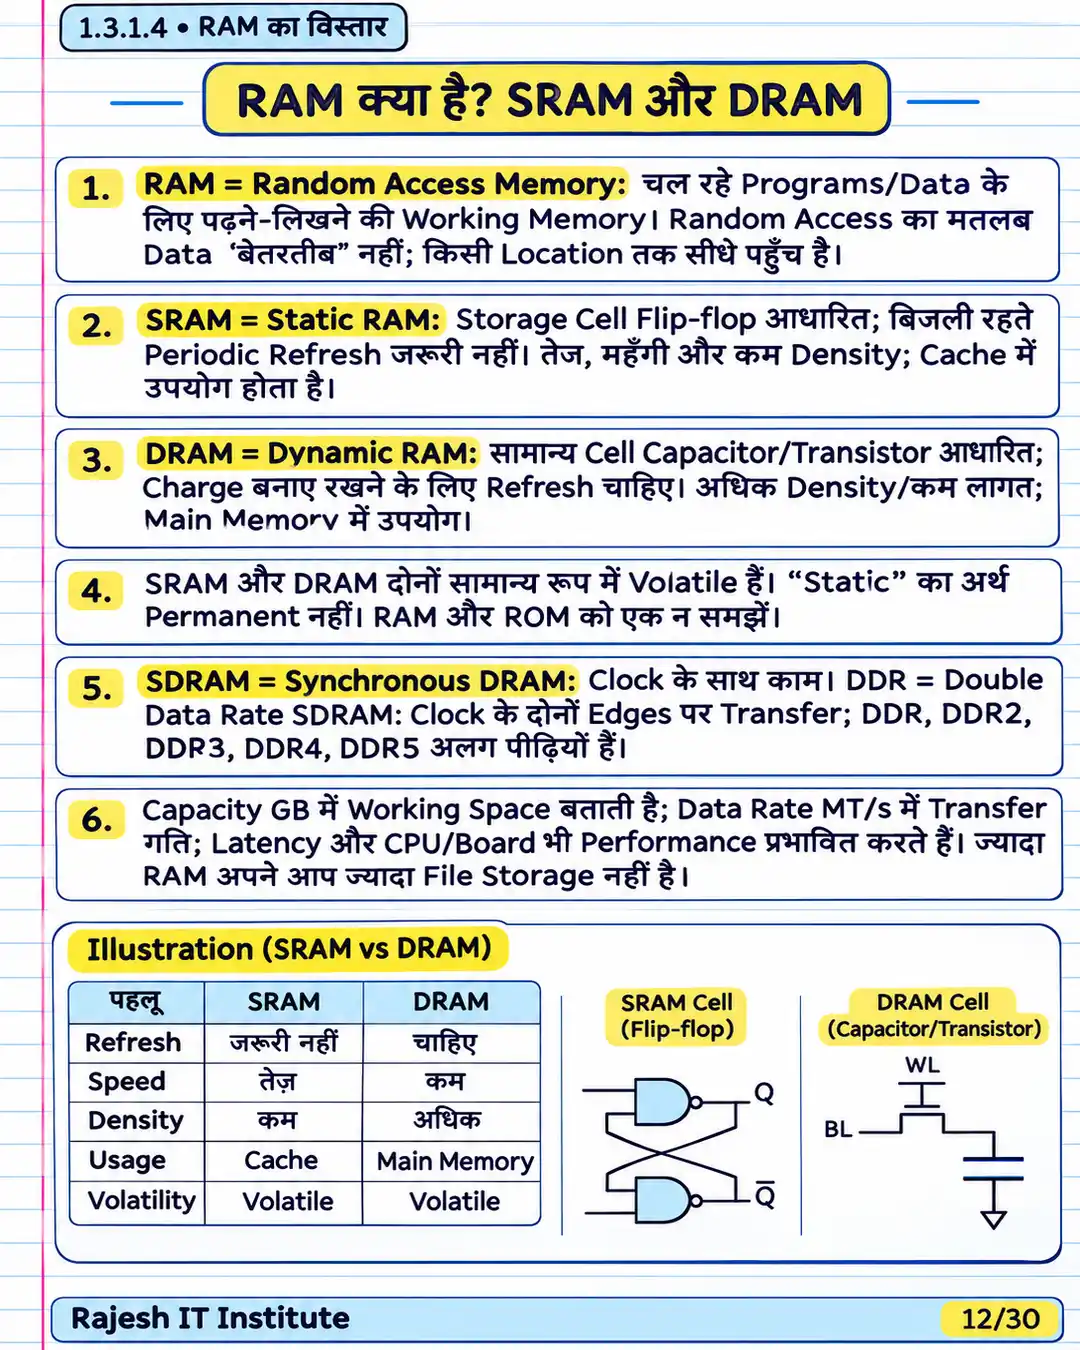 1.3.1.4 • RAM का विस्तार
RAM क्या है? SRAM और DRAM
1. RAM = Random Access Memory: चल रहे Programs/Data के
लिए पढ़ने-लिखने की Working Memory। Random Access का मतलब
Data ‘बेतरतीब” नहीं; किसी Location तक सीधे पहुँच है।
2. SRAM = Static RAM: Storage Cell Flip-flop आधारित; बिजली रहते
Periodic Refresh जरूरी नहीं। तेज, महँगी और कम Density; Cache में
उपयोग होता है।
3. DRAM = Dynamic RAM: सामान्य Cell Capacitor/Transistor आधारित;
Charge बनाए रखने के लिए Refresh चाहिए। अधिक Density/कम लागत;
Main Memory में उपयोग।
4. SRAM और DRAM दोनों सामान्य रूप में Volatile हैं। “Static” का अर्थ
Permanent नहीं। RAM और ROM को एक न समझें।
5. SDRAM = Synchronous DRAM: Clock के साथ काम। DDR = Double
Data Rate SDRAM: Clock के दोनों Edges पर Transfer; DDR, DDR2,
DDR3, DDR4, DDR5 अलग पीढ़ियों हैं।
6. Capacity GB में Working Space बताती है; Data Rate MT/s में Transfer
गति; Latency और CPU/Board भी Performance प्रभावित करते हैं। ज्यादा
RAM अपने आप ज्यादा File Storage नहीं है।
Illustration (SRAM vs DRAM)
पहलू SRAM DRAM
Refresh जरूरी नहीं चाहिए
Speed तेज़ कम
Density कम अधिक
Usage Cache Main Memory
Volatility Volatile Volatile
SRAM Cell
(Flip-flop)
Q
Q̅
DRAM Cell
(Capacitor/Transistor)
WL
BL
Rajesh IT Institute
12/30